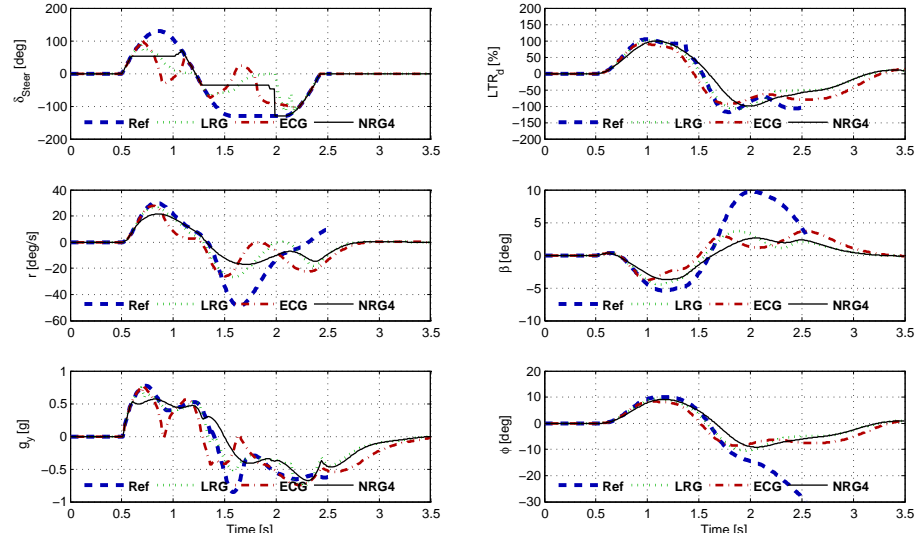 200
100
0
−100
−200
δSteer [deg]
Ref LRG ECG NRG4
0 0.5 1 1.5 2 2.5 3 3.5
200
150
100
50
0
−50
−100
−150
−200
LTRd [%]
Ref LRG ECG NRG4
0 0.5 1 1.5 2 2.5 3 3.5
40
20
0
−20
−40
−60
r [deg/s]
Ref LRG ECG NRG4
0 0.5 1 1.5 2 2.5 3 3.5
10
5
0
−5
−10
β [deg]
Ref LRG ECG NRG4
0 0.5 1 1.5 2 2.5 3 3.5
1
0.5
0
−0.5
−1
gy [g]
Ref LRG ECG NRG4
0 0.5 1 1.5 2 2.5 3 3.5
Time [s]
20
10
0
−10
−20
−30
ϕ [deg]
Ref LRG ECG NRG4
0 0.5 1 1.5 2 2.5 3 3.5
Time [s]